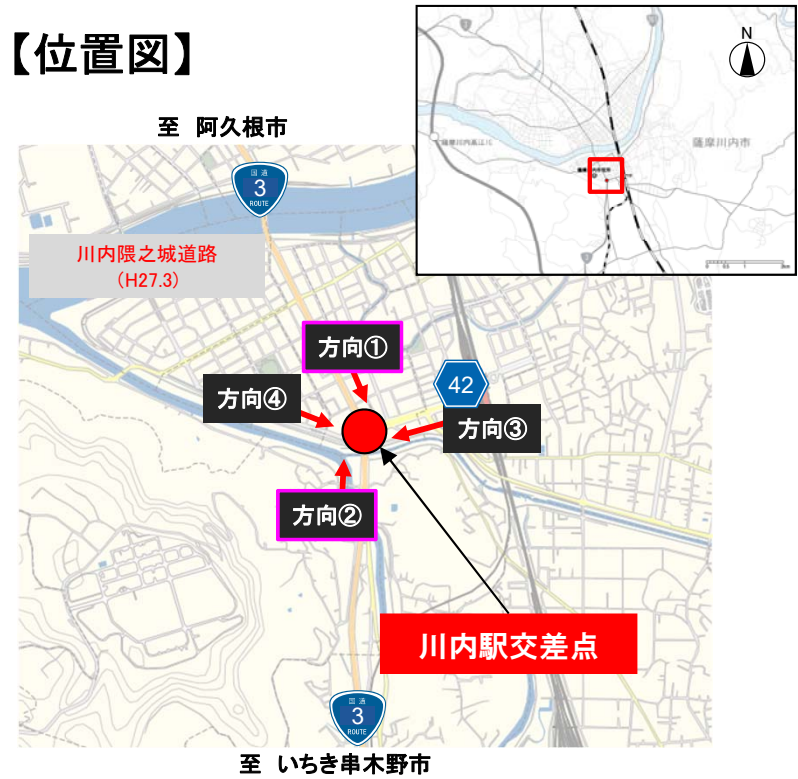 【位置図】
N
薩摩川内市
至 阿久根市
国道
3
ROUTE
川内隈之城道路
（H27.3）
方向①
42
方向④
方向③
方向②
川内駅交差点
国道
3
ROUTE
至 いちき串木野市